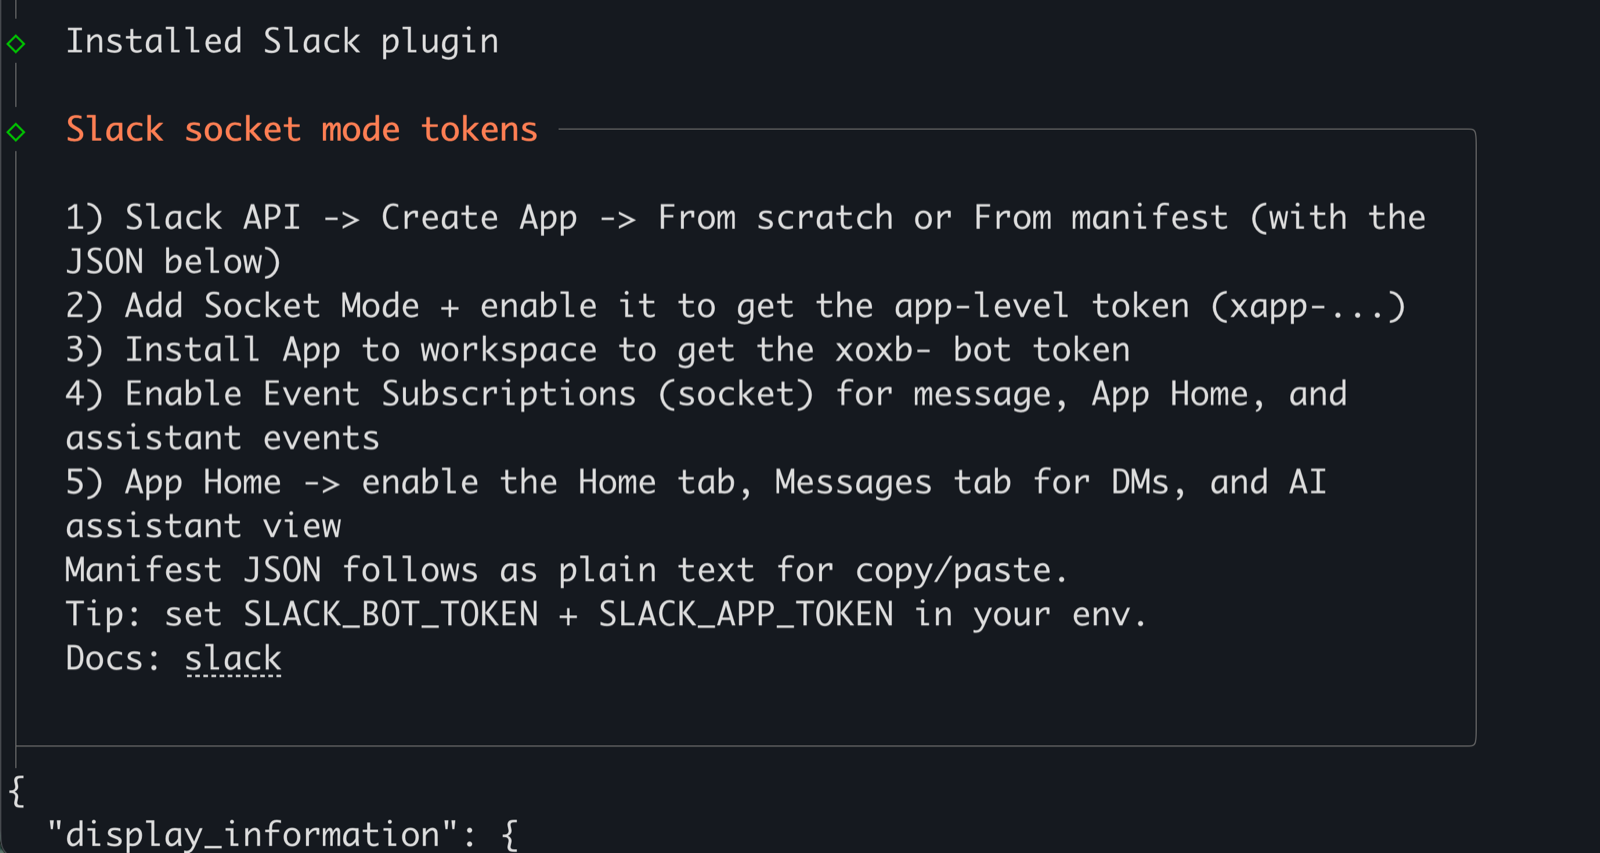 Installed Slack plugin
Slack socket mode tokens
1) Slack API -> Create App -> From scratch or From manifest (with the
JSON below)
2) Add Socket Mode + enable it to get the app-level token (xapp-...)
3) Install App to workspace to get the xoxb- bot token
4) Enable Event Subscriptions (socket) for message, App Home, and
assistant events
5) App Home -> enable the Home tab, Messages tab for DMs, and AI
assistant view
Manifest JSON follows as plain text for copy/paste.
Tip: set SLACK_BOT_TOKEN + SLACK_APP_TOKEN in your env.
Docs: slack
{
  "display_information": {